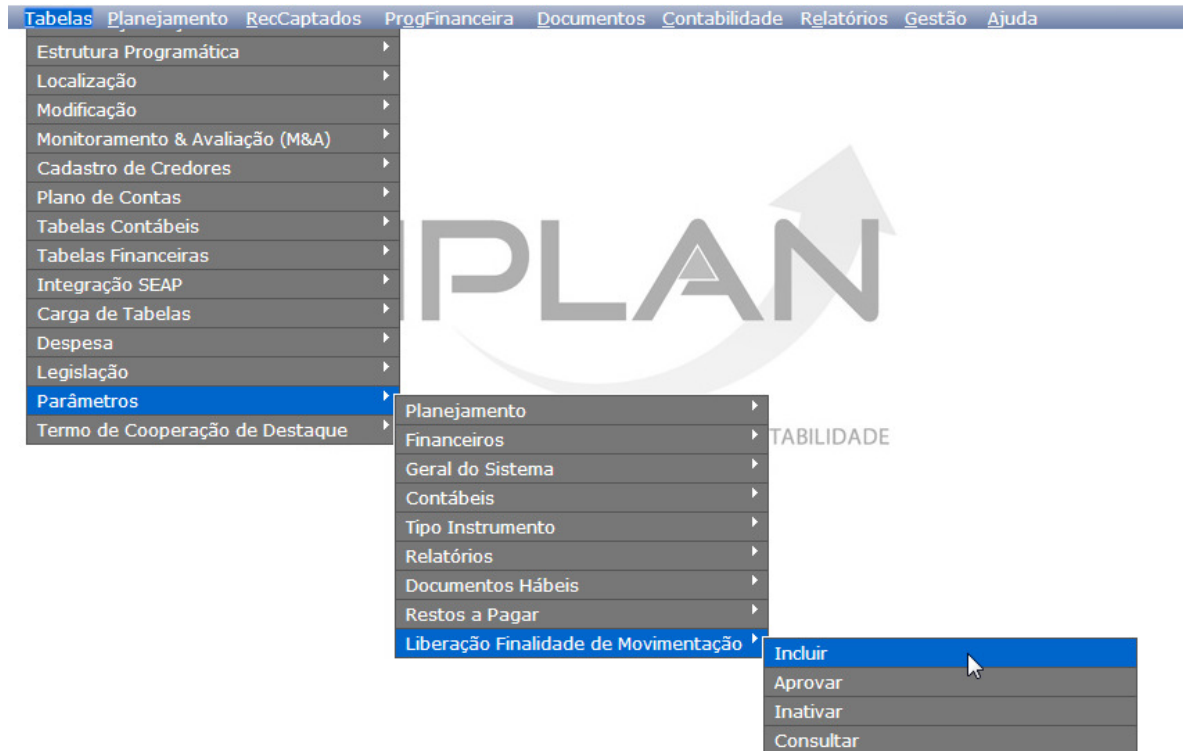 Tabelas Planejamento RecCaptados ProgFinanceira Documentos Contabilidade Relatórios Gestão Ajuda
Estrutura Programática
Localização
Modificação
Monitoramento & Avaliação (M&A)
Cadastro de Credores
Plano de Contas
Tabelas Contábeis
Tabelas Financeiras
Integração SEAP
Carga de Tabelas
Despesa
Legislação
Parâmetros
Termo de Cooperação de Destaque
IPLAN
TABILIDADE
Planejamento
Financeiros
Geral do Sistema
Contábeis
Tipo Instrumento
Relatórios
Documentos Hábeis
Restos a Pagar
Liberação Finalidade de Movimentação
Incluir
Aprovar
Inativar
Consultar